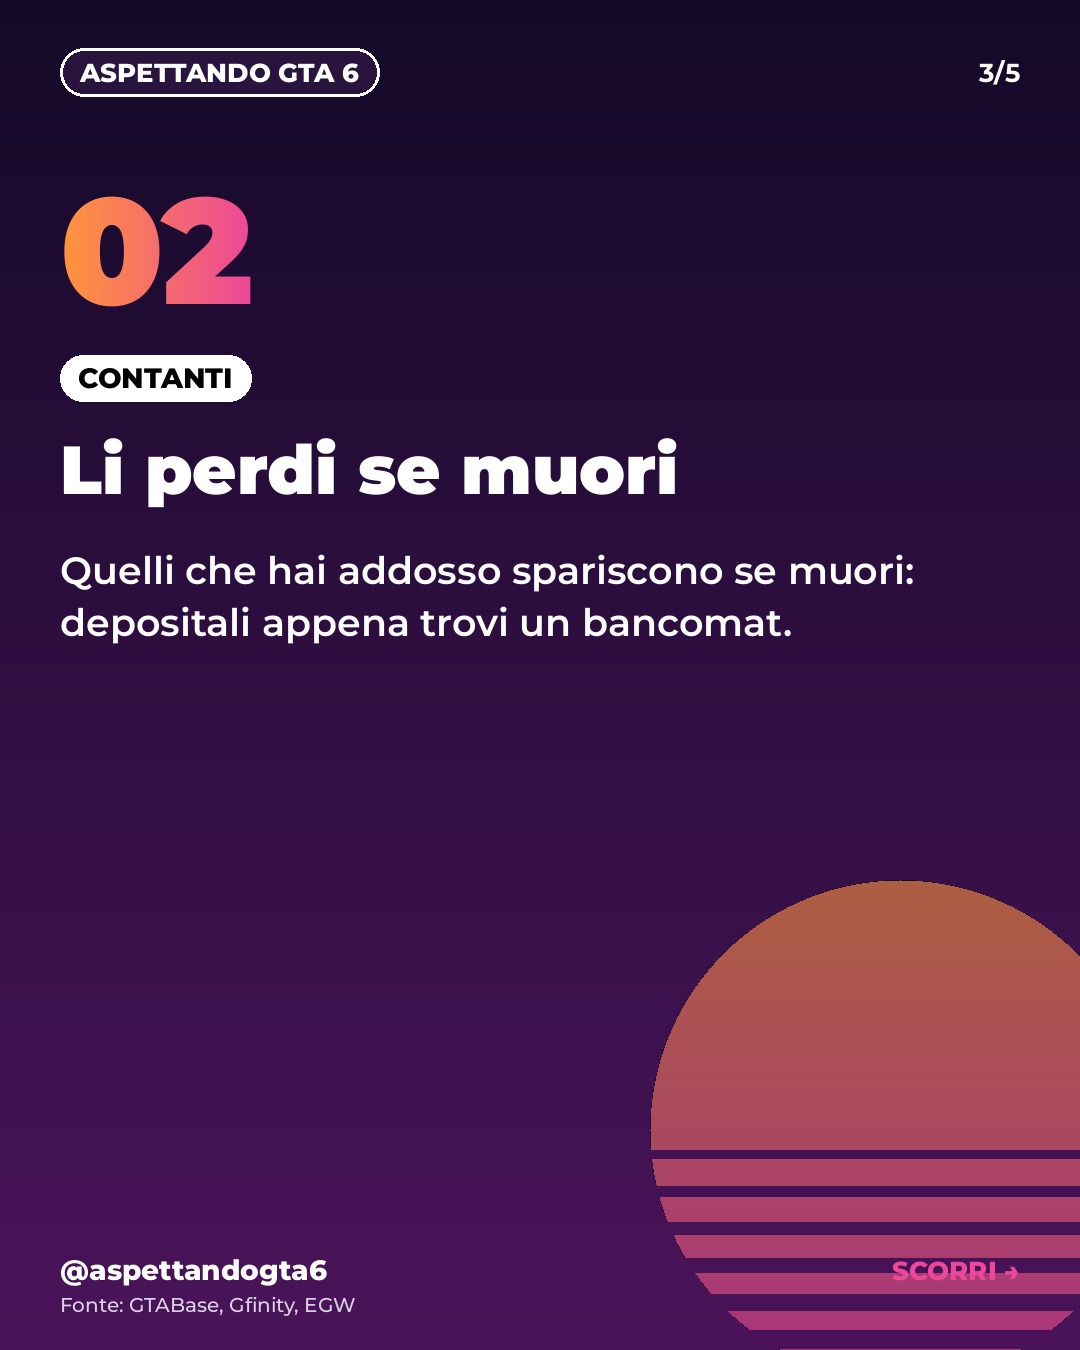 ASPETTANDO GTA 6
3/5
02
CONTANTI
Li perdi se muori
Quelli che hai addosso spariscono se muori:
depositali appena trovi un bancomat.
@aspettandogta6
SCORRI →
Fonte: GTABase, Gfinity, EGW